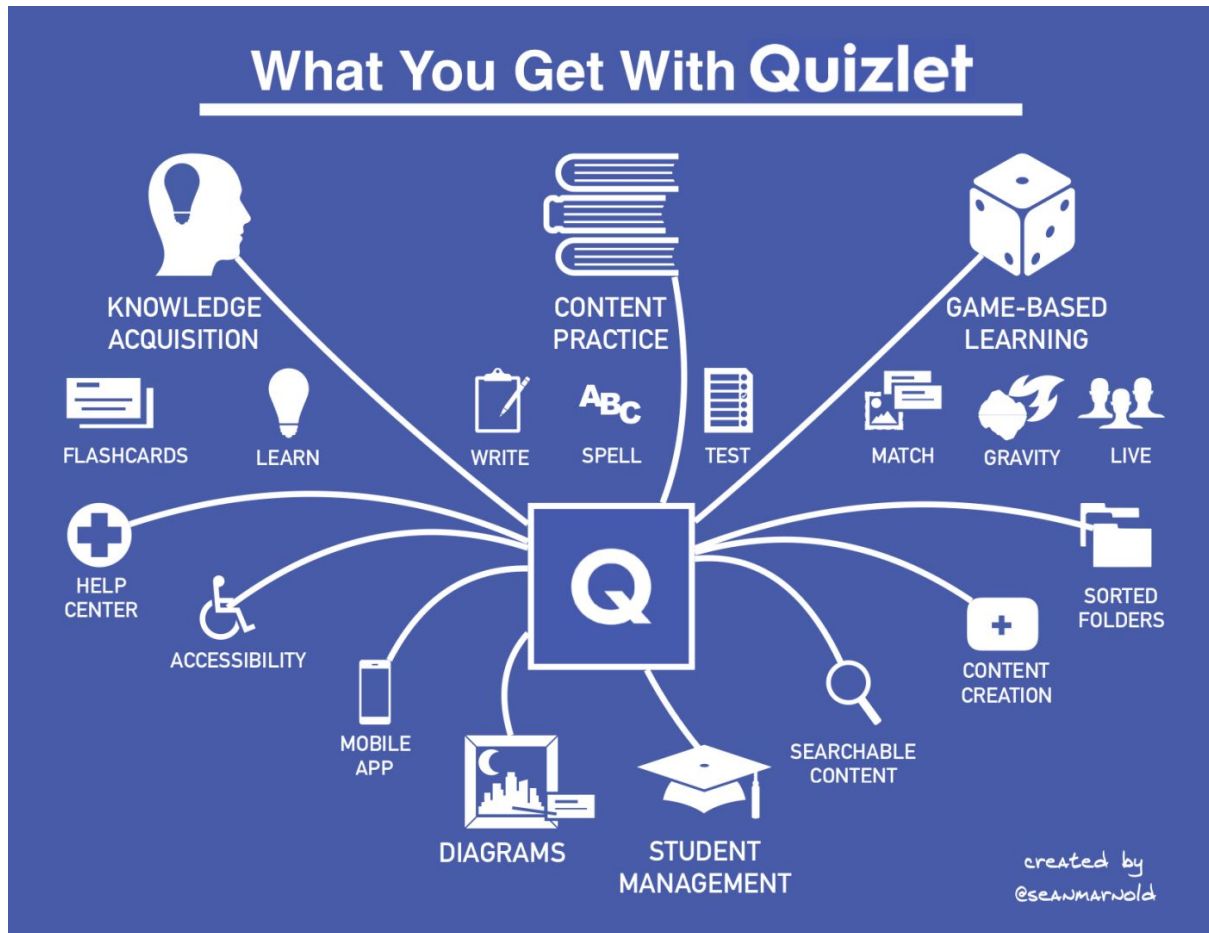 What You Get With Quizlet
KNOWLEDGE
ACQUISITION
CONTENT
PRACTICE
GAME-BASED
LEARNING
FLASHCARDS
LEARN
WRITE
ABC
SPELL
TEST
MATCH
GRAVITY
LIVE
HELP
CENTER
ACCESSIBILITY
MOBILE
APP
DIAGRAMS
Q
STUDENT
MANAGEMENT
SEARCHABLE
CONTENT
CONTENT
CREATION
SORTED
FOLDERS
created by
@seanmarnold